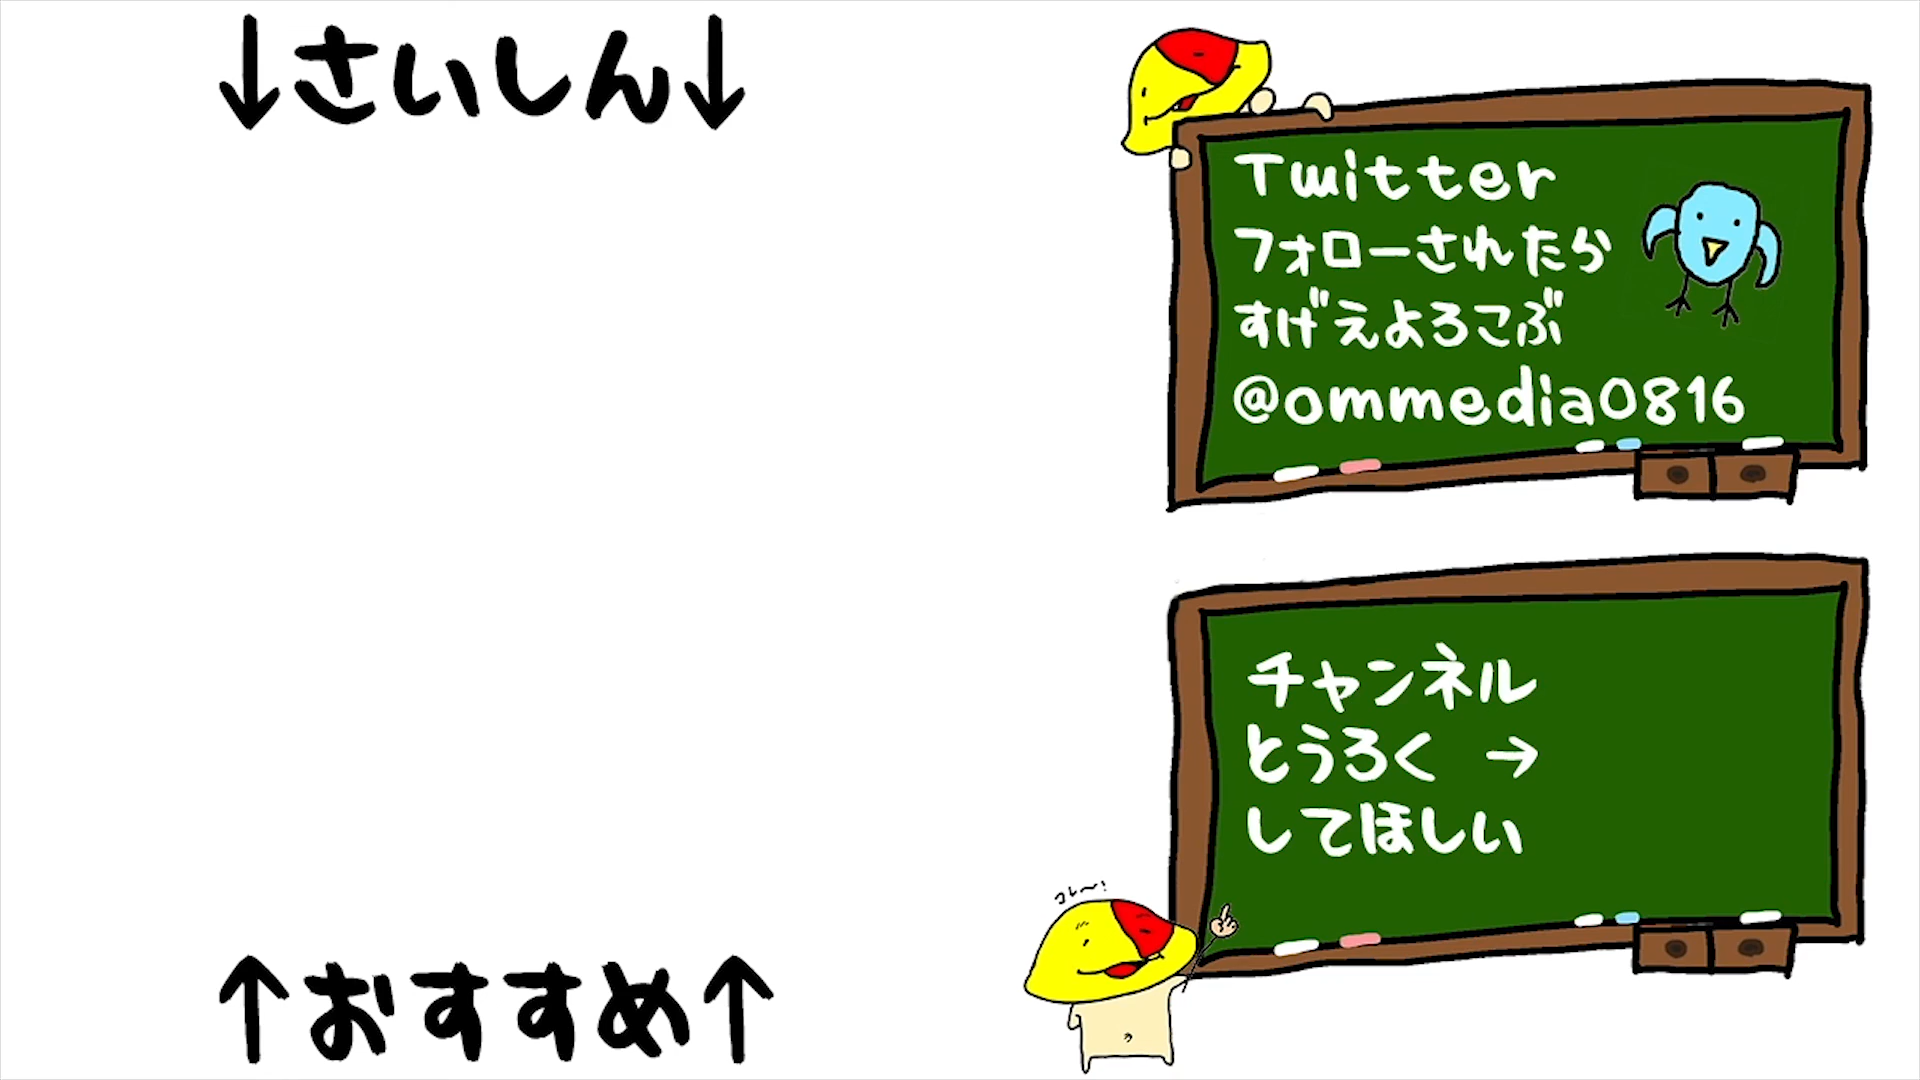 ↓さいしん↓
Twitter
フォローされたら
すげえよろこぶ
@ommedia0816
チャンネル
とうろく →
してほしい
コレ〜!
↑おすすめ↑